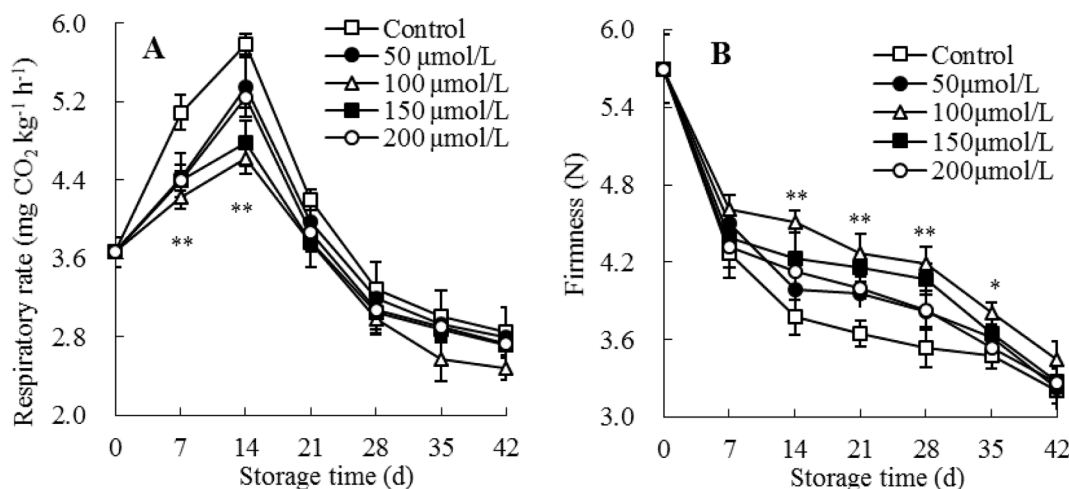 A
Control
50 μmol/L
100 μmol/L
150 μmol/L
200 μmol/L
Respiratory rate (mg CO₂ kg⁻¹ h⁻¹)
6.0
5.2
4.4
3.6
2.8
2.0
**
**
0 7 14 21 28 35 42
Storage time (d)
B
Control
50μmol/L
100μmol/L
150μmol/L
200μmol/L
Firmness (N)
6.0
5.4
4.8
4.2
3.6
3.0
**
**
**
*
0 7 14 21 28 35 42
Storage time (d)